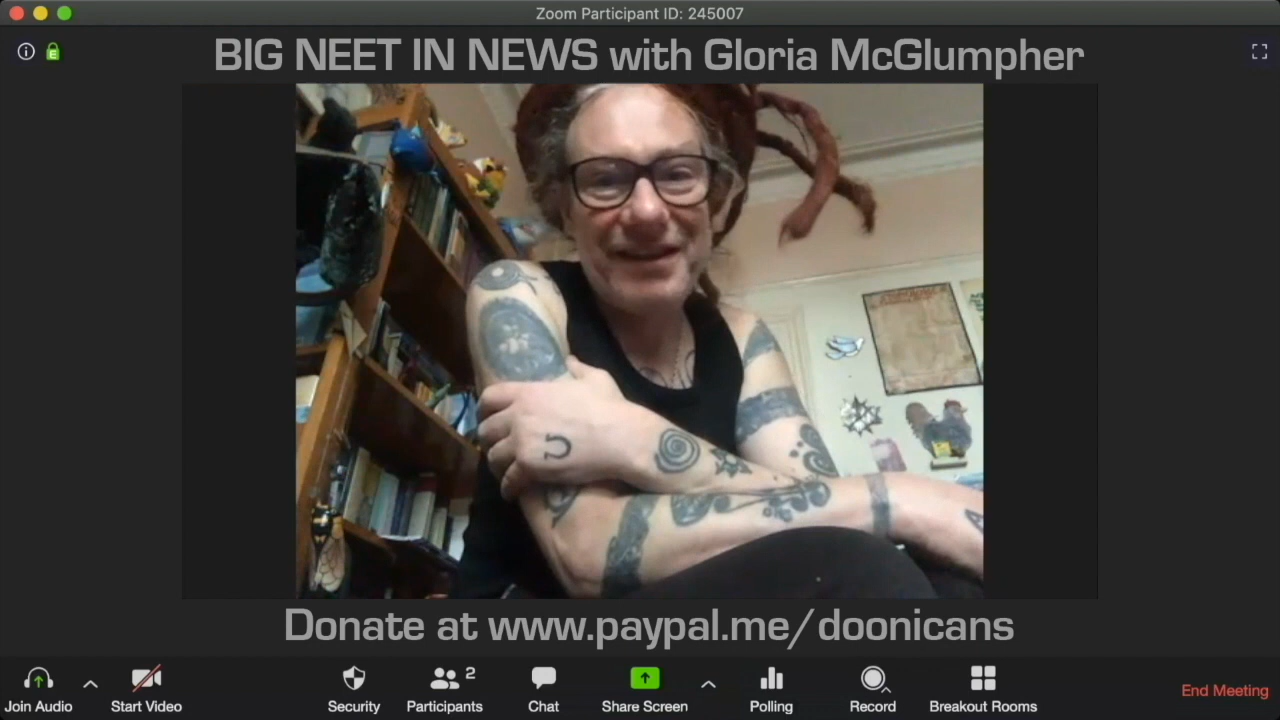 Zoom Participant ID: 245007
BIG NEET IN NEWS with Gloria McGlumpher
E
Donate at www.paypal.me/doonicans
Join Audio
Start Video
Security
2
Participants
Chat
Share Screen
Polling
Record
Breakout Rooms
End Meeting